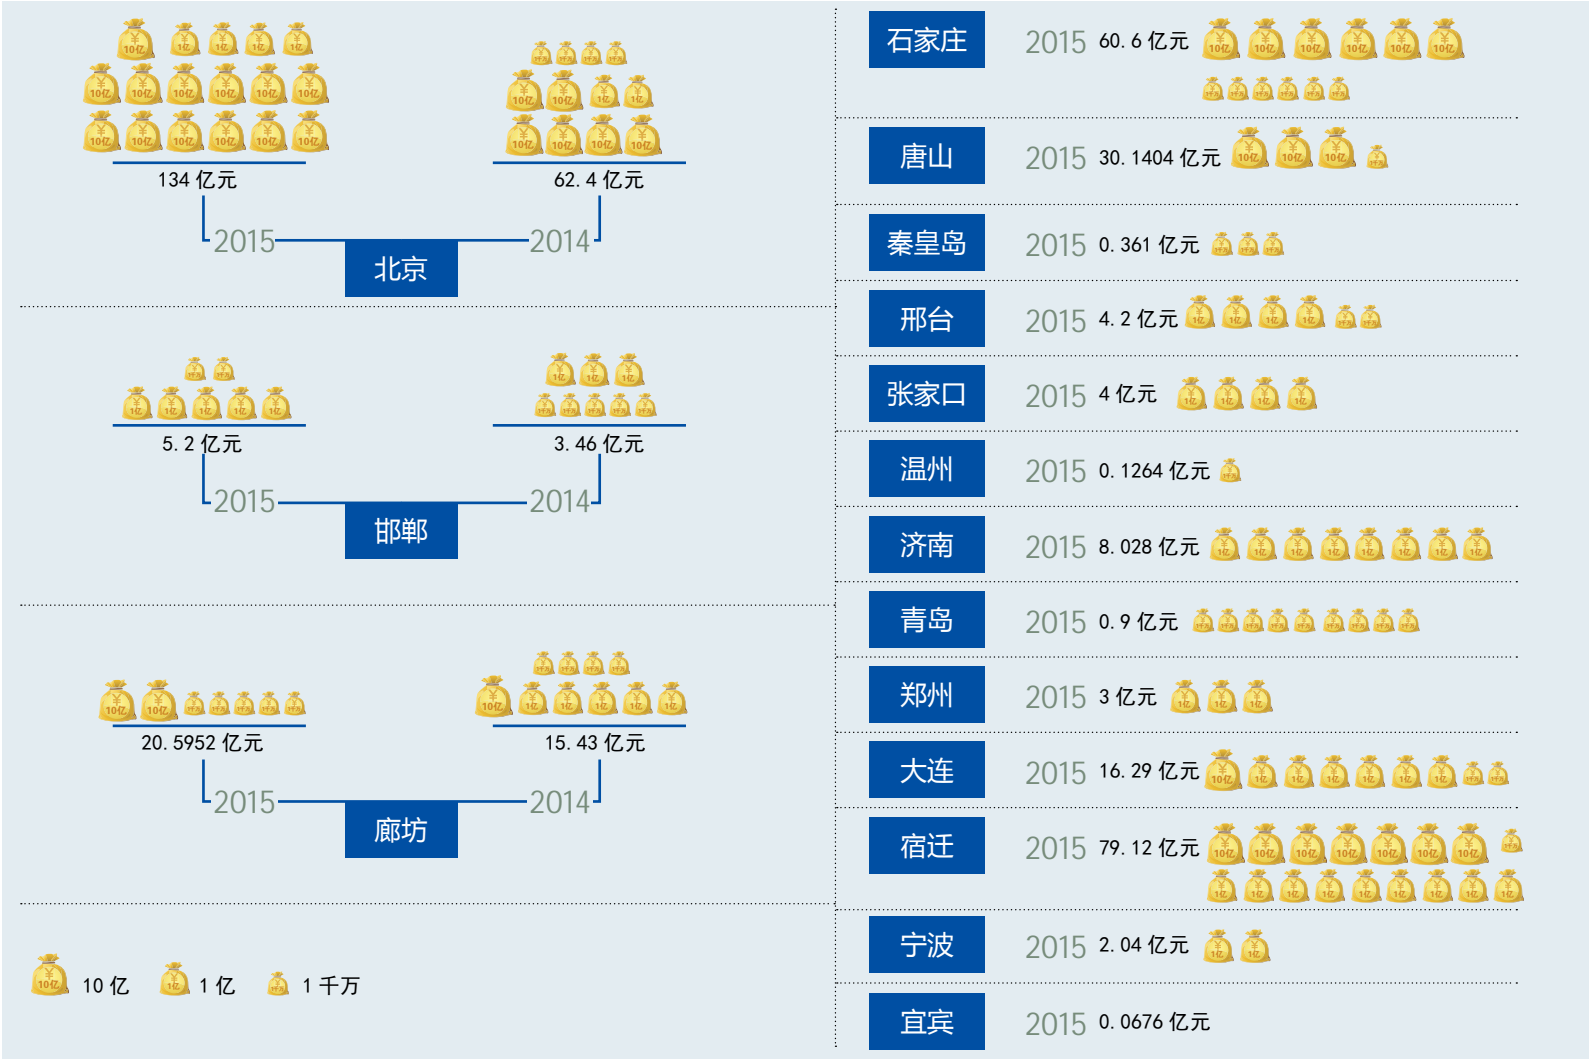 134 亿元
62.4 亿元
2015
2014
北京
5.2 亿元
3.46 亿元
2015
2014
邯郸
20.5952 亿元
15.43 亿元
2015
2014
廊坊
10 亿
1 亿
1 千万
石家庄 2015 60.6 亿元
唐山 2015 30.1404 亿元
秦皇岛 2015 0.361 亿元
邢台 2015 4.2 亿元
张家口 2015 4 亿元
温州 2015 0.1264 亿元
济南 2015 8.028 亿元
青岛 2015 0.9 亿元
郑州 2015 3 亿元
大连 2015 16.29 亿元
宿迁 2015 79.12 亿元
宁波 2015 2.04 亿元
宜宾 2015 0.0676 亿元